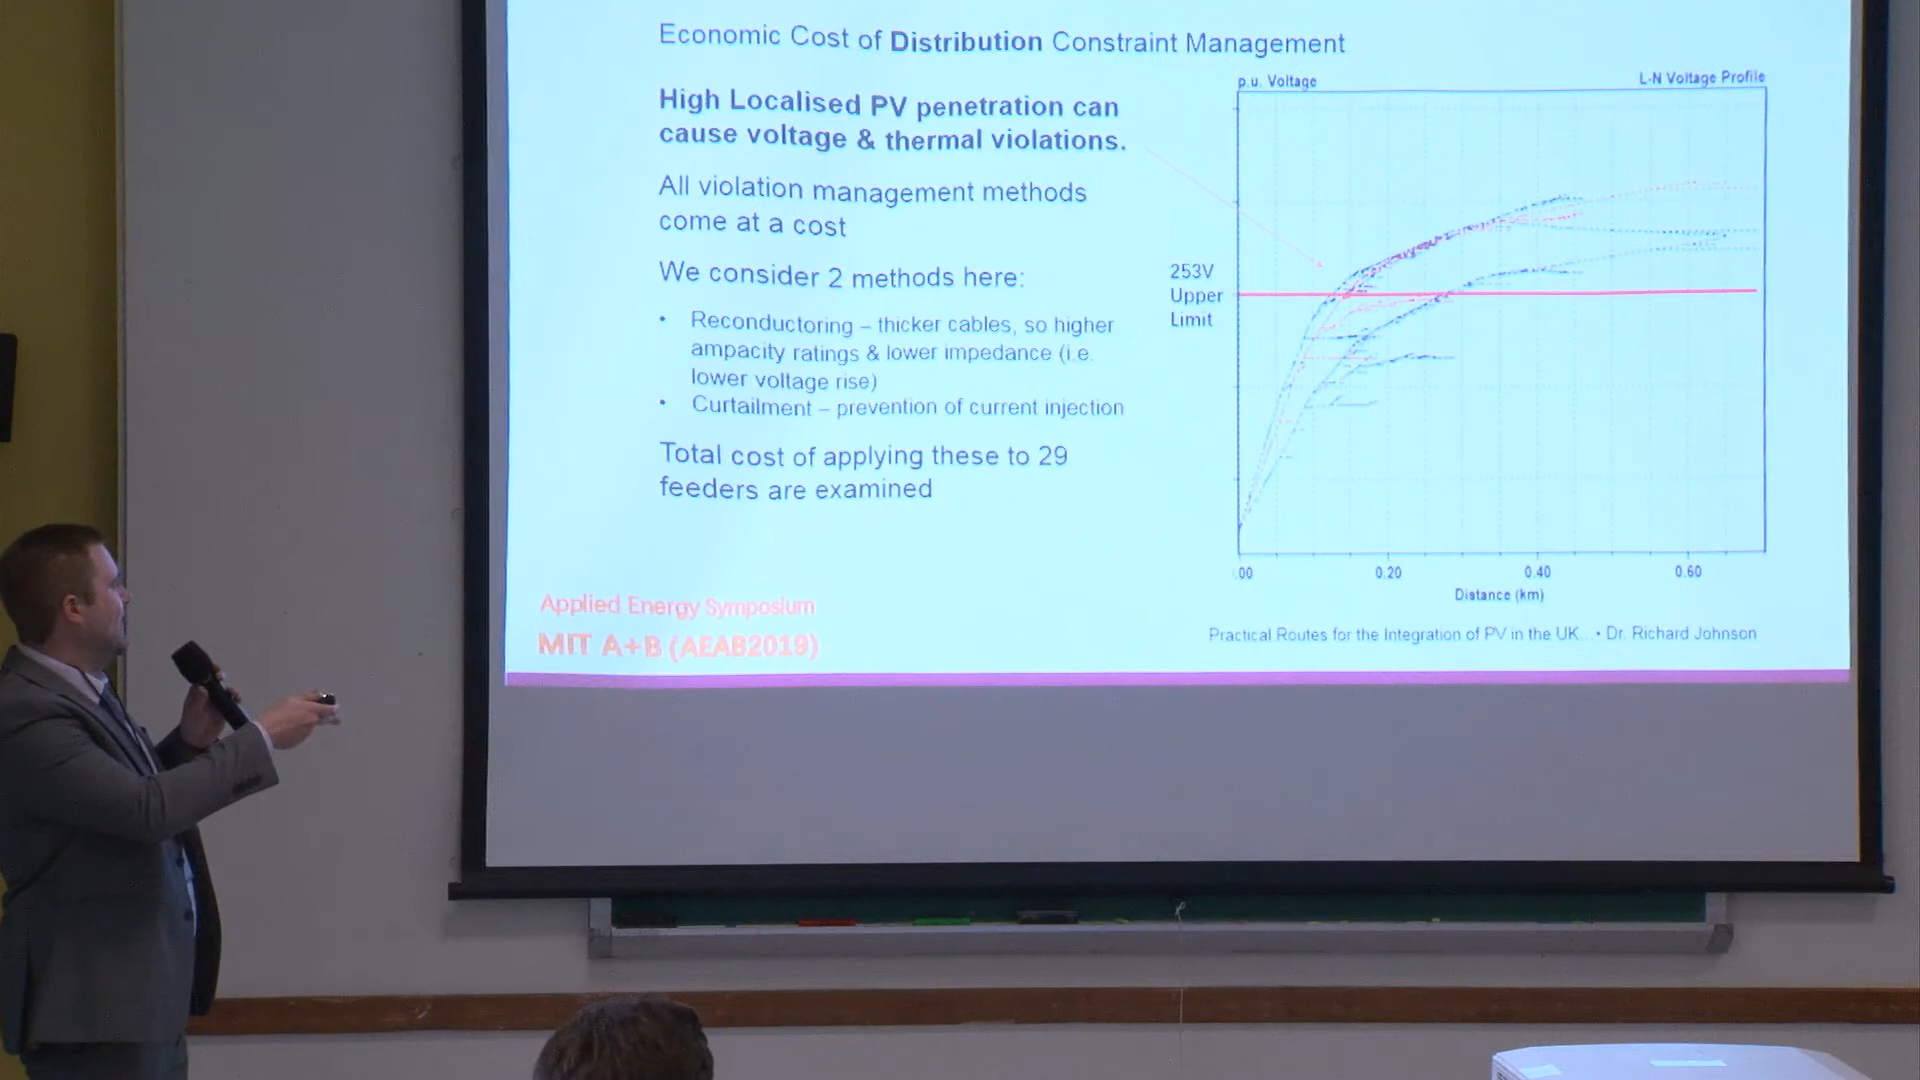 Economic Cost of Distribution Constraint Management
High Localised PV penetration can
cause voltage & thermal violations.
All violation management methods
come at a cost
We consider 2 methods here:
• Reconductoring – thicker cables, so higher
ampacity ratings & lower impedance (i.e.
lower voltage rise)
• Curtailment – prevention of current injection
Total cost of applying these to 29
feeders are examined
p.u. Voltage
L-N Voltage Profile
253V
Upper
Limit
.00
0.20
0.40
0.60
Distance (km)
Applied Energy Symposium
MIT A+B (AEAB2019)
Practical Routes for the Integration of PV in the UK... • Dr. Richard Johnson